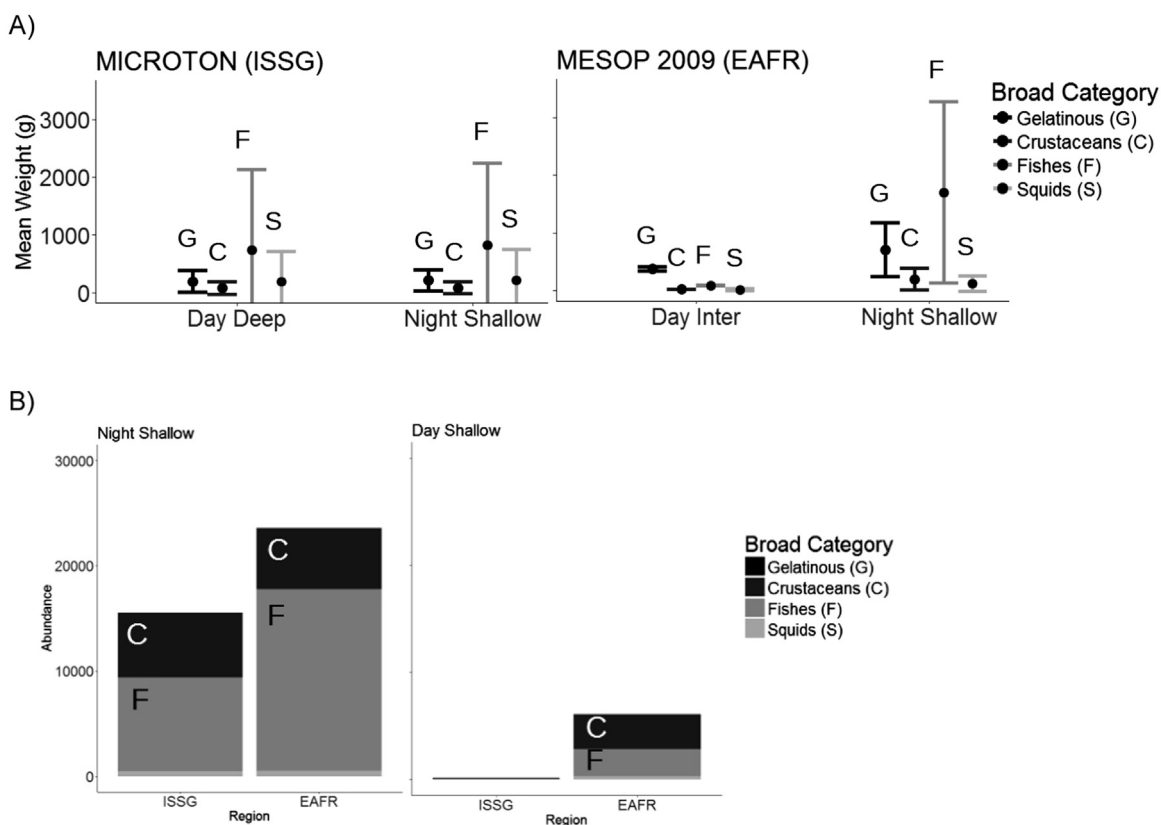 A)
MICROTON (ISSG)
MESOP 2009 (EAFR)
Mean Weight (g)
3000
2000
1000
0
G
C
F
S
G
C
F
S
G
C
F
S
G
C
F
S
Day Deep
Night Shallow
Day Inter
Night Shallow
Broad Category
Gelatinous (G)
Crustaceans (C)
Fishes (F)
Squids (S)
B)
Night Shallow
Day Shallow
Abundance
30000
20000
10000
0
C
F
C
F
C
F
ISSG
EAFR
Region
ISSG
EAFR
Region
Broad Category
Gelatinous (G)
Crustaceans (C)
Fishes (F)
Squids (S)